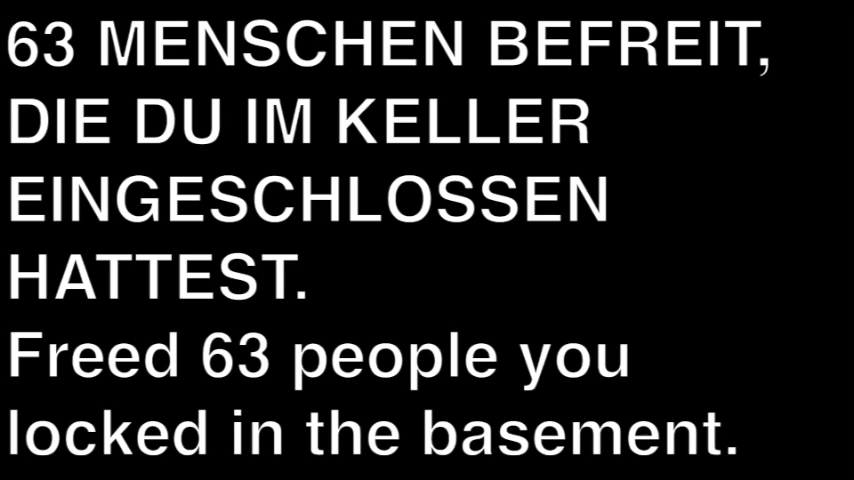 63 MENSCHEN BEFREIT,
DIE DU IM KELLER
EINGESCHLOSSEN
HATTEST.
Freed 63 people you
locked in the basement.